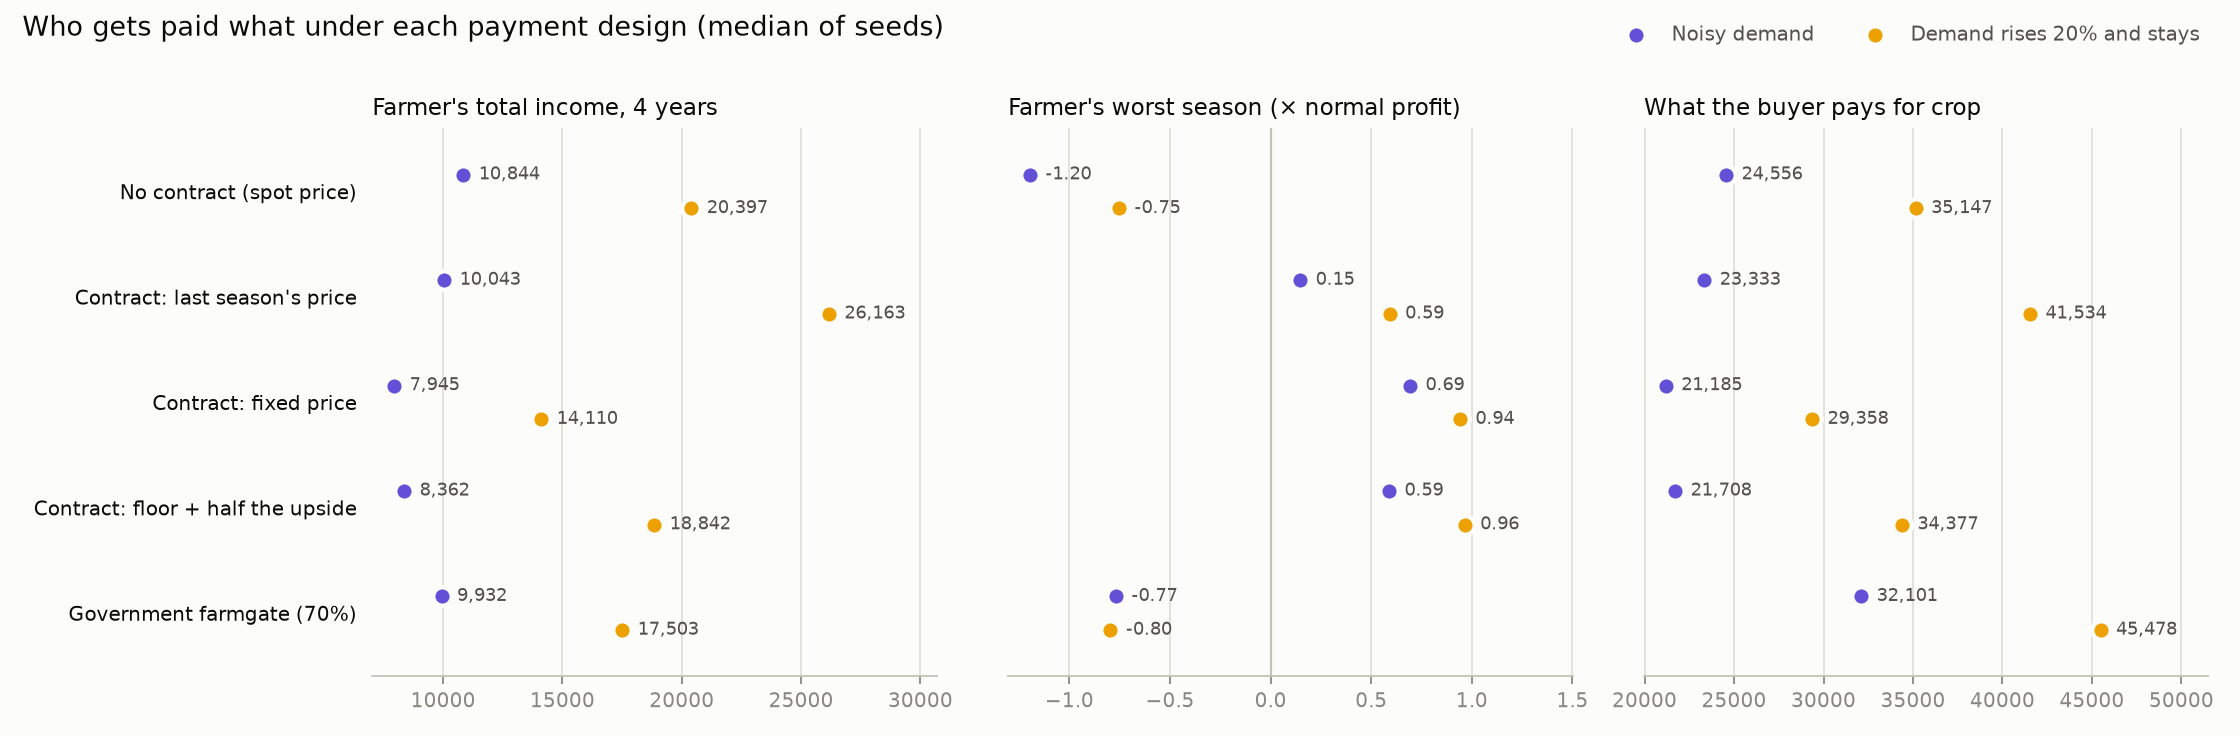 Who gets paid what under each payment design (median of seeds)
Noisy demand
Demand rises 20% and stays
Farmer's total income, 4 years
Farmer's worst season (× normal profit)
What the buyer pays for crop
No contract (spot price)
10,844
20,397
-1.20
-0.75
24,556
35,147
Contract: last season's price
10,043
26,163
0.15
0.59
23,333
41,534
Contract: fixed price
7,945
14,110
0.69
0.94
21,185
29,358
Contract: floor + half the upside
8,362
18,842
0.59
0.96
21,708
34,377
Government farmgate (70%)
9,932
17,503
-0.77
-0.80
32,101
45,478
10000 15000 20000 25000 30000
−1.0 −0.5 0.0 0.5 1.0 1.5
20000 25000 30000 35000 40000 45000 50000